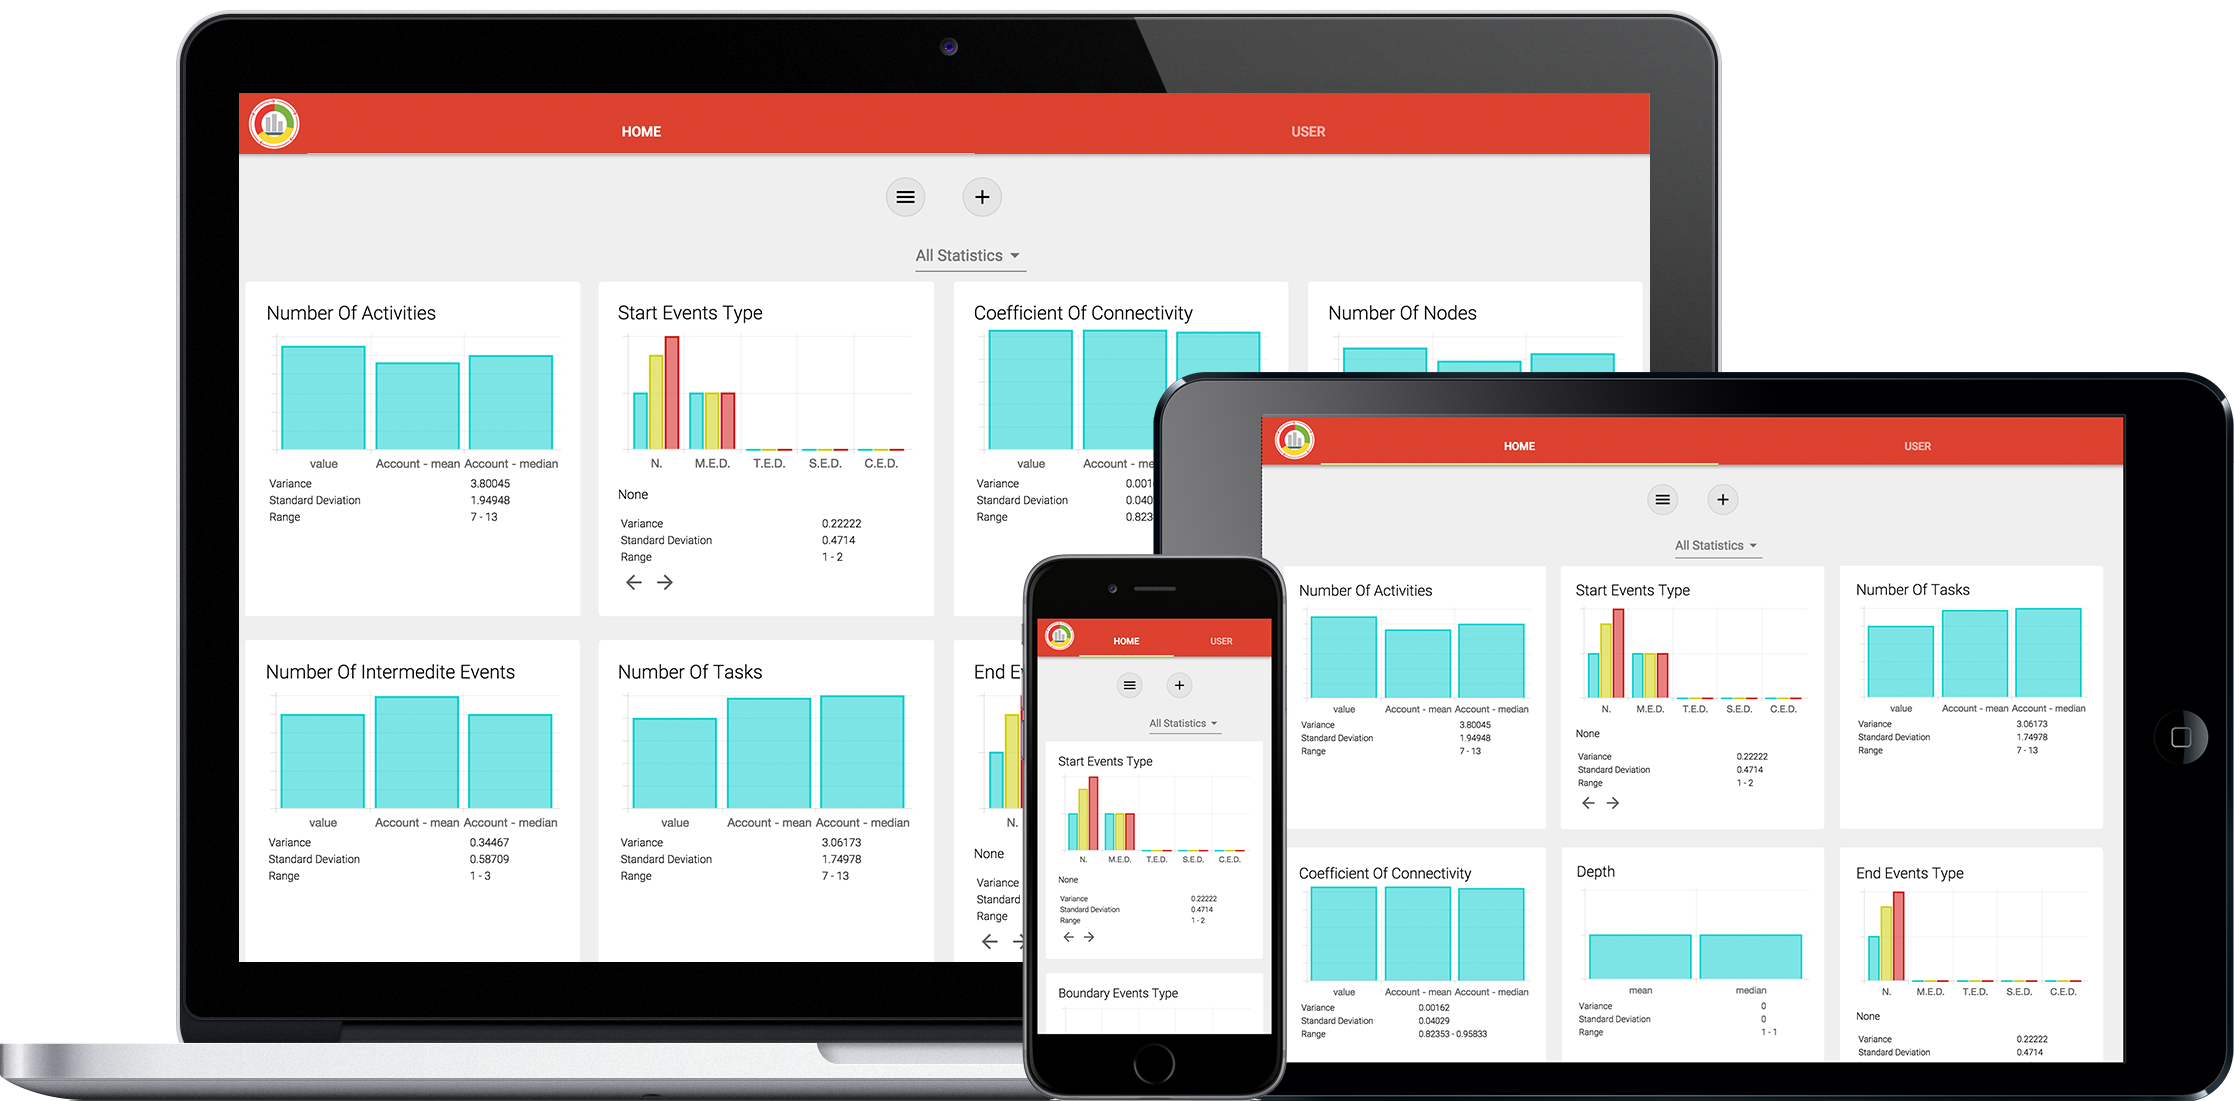 HOME
USER
All Statistics
Number Of Activities
value Account - mean Account - median
Variance 3.80045
Standard Deviation 1.94948
Range 7 - 13
Start Events Type
N. M.E.D. T.E.D. S.E.D. C.E.D.
None
Variance 0.22222
Standard Deviation 0.4714
Range 1 - 2
Coefficient Of Connectivity
value Account - me
Variance 0.001
Standard Deviation 0.040
Range 0.823
Number Of Nodes
Number Of Intermedite Events
value Account - mean Account - median
Variance 0.34467
Standard Deviation 0.58709
Range 1 - 3
Number Of Tasks
value Account - mean Account - median
Variance 3.06173
Standard Deviation 1.74978
Range 7 - 13
End E
N.
None
Variance
Standard
Range
HOME
USER
All Statistics
Start Events Type
N. M.E.D. T.E.D. S.E.D. C.E.D.
None
Variance 0.22222
Standard Deviation 0.4714
Range 1 - 2
Boundary Events Type
HOME
USER
All Statistics
Number Of Activities
value Account - mean Account - median
Variance 3.80045
Standard Deviation 1.94948
Range 7 - 13
Start Events Type
N. M.E.D. T.E.D. S.E.D. C.E.D.
None
Variance 0.22222
Standard Deviation 0.4714
Range 1 - 2
Number Of Tasks
value Account - mean Account - median
Variance 3.06173
Standard Deviation 1.74978
Range 7 - 13
Coefficient Of Connectivity
value Account - mean Account - median
Variance 0.00162
Standard Deviation 0.04029
Range 0.82353 - 0.95833
Depth
mean median
Variance 0
Standard Deviation 0
Range 1 - 1
End Events Type
N. M.E.D. T.E.D. S.E.D. C.E.D.
None
Variance 0.22222
Standard Deviation 0.4714